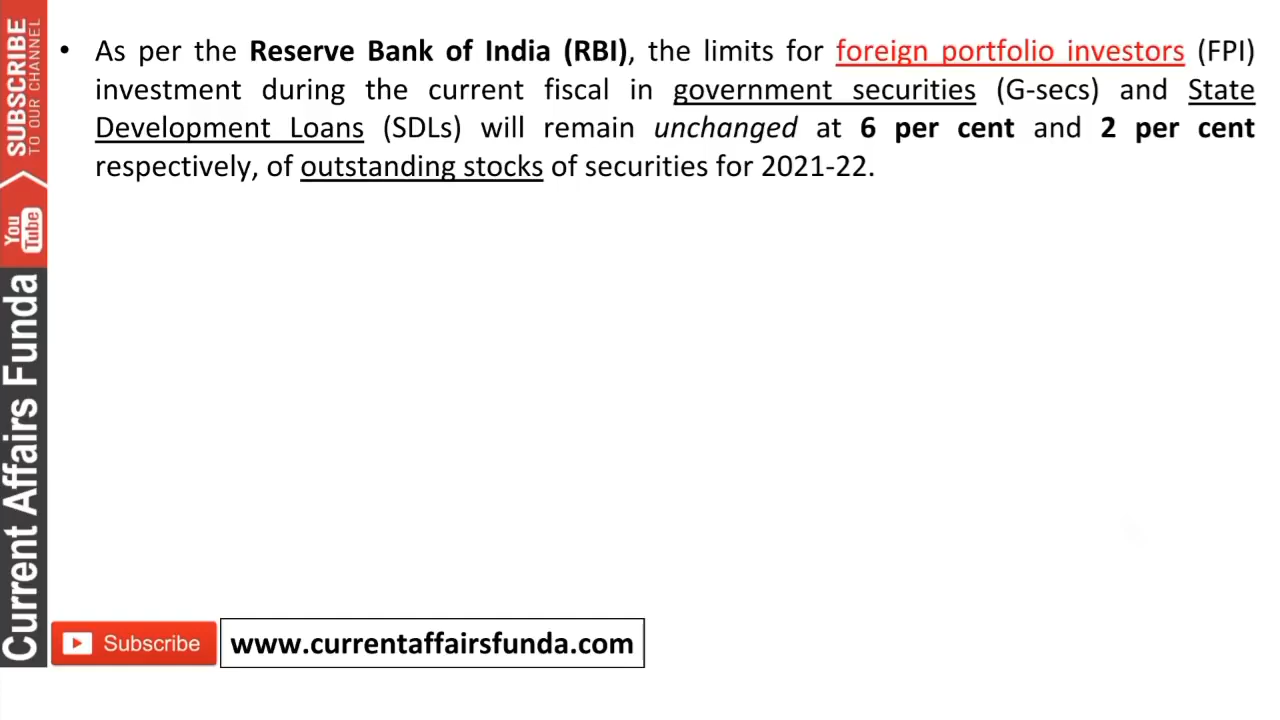 • As per the Reserve Bank of India (RBI), the limits for foreign portfolio investors (FPI)
investment during the current fiscal in government securities (G-secs) and State
Development Loans (SDLs) will remain unchanged at 6 per cent and 2 per cent
respectively, of outstanding stocks of securities for 2021-22.
SUBSCRIBE
TO OUR CHANNEL
You
Tube
Current Affairs Funda
Subscribe
www.currentaffairsfunda.com